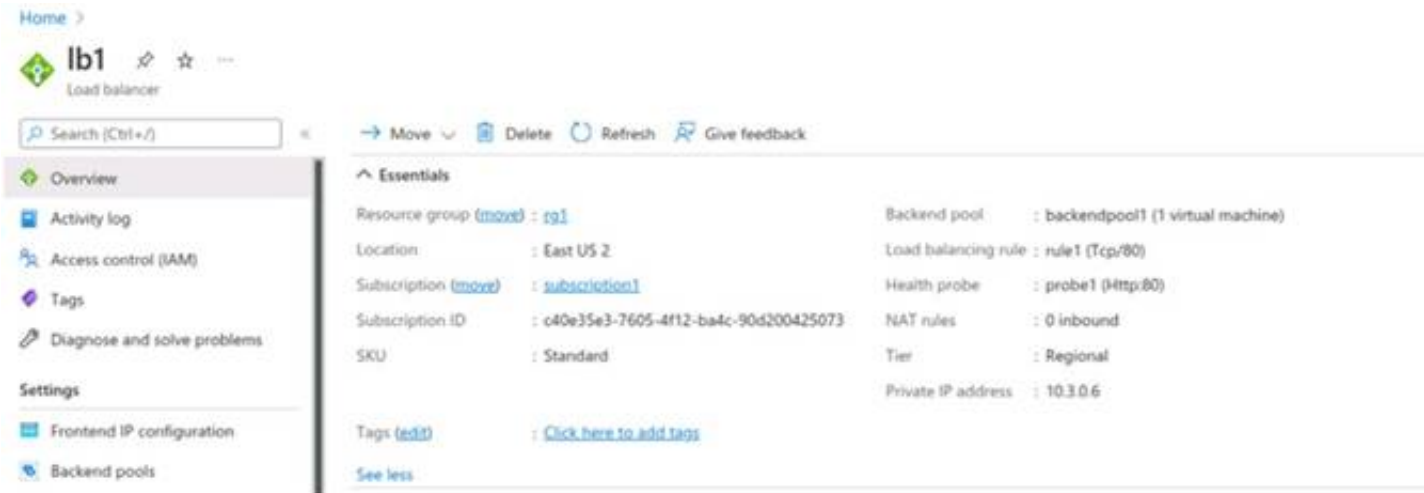 Home >
lb1
Load balancer
Search (Ctrl+/)
Overview
Activity log
Access control (IAM)
Tags
Diagnose and solve problems
Settings
Frontend IP configuration
Backend pools
Move Delete Refresh Give feedback
Essentials
Resource group (move) : rg1
Location : East US 2
Subscription (move) : subscription1
Subscription ID : c40e35e3-7605-4f12-ba4c-90d200425073
SKU : Standard
Backend pool : backendpool1 (1 virtual machine)
Load balancing rule : rule1 (Tcp/80)
Health probe : probe1 (Http:80)
NAT rules : 0 inbound
Tier : Regional
Private IP address : 10.3.0.6
Tags (edit) : Click here to add tags
See less